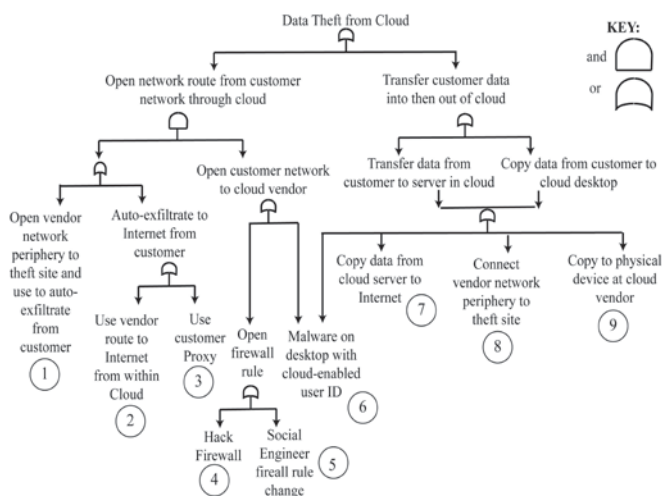 Data Theft from Cloud
KEY:
and
or
Open network route from customer
network through cloud
Transfer customer data
into then out of cloud
Open customer network
to cloud vendor
Transfer data from
customer to server in cloud
Copy data from customer to
cloud desktop
Open vendor
network
periphery to
theft site and
use to auto-
exfiltrate
from
customer
1
Auto-exfiltrate to
Internet from
customer
Use vendor
route to
Internet
from within
Cloud
2
Use
customer
Proxy
3
Open
firewall
rule
Malware on
desktop with
cloud-enabled
user ID
6
Copy data from
cloud server to
Internet
7
Connect
vendor network
periphery to
theft site
8
Copy to physical
device at cloud
vendor
9
Hack
Firewall
4
Social
Engineer
fireall rule
change
5